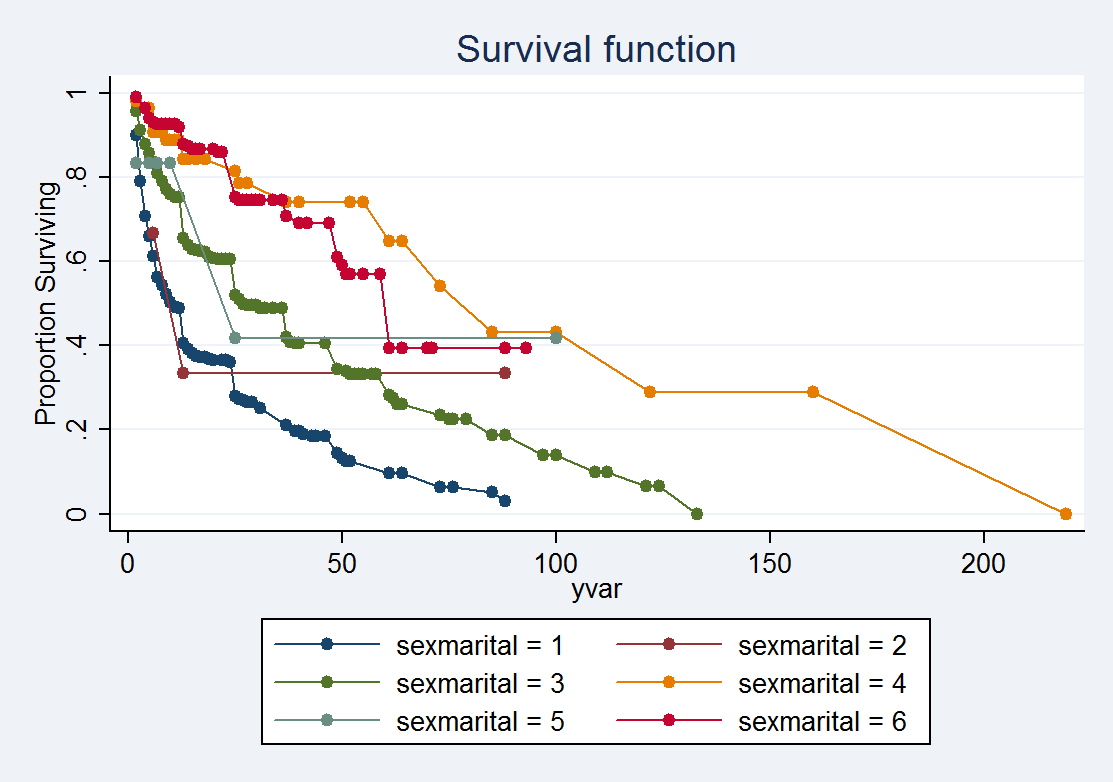 Survival function
Proportion Surviving
1
.8
.6
.4
.2
0
0 50 100 150 200
yvar
sexmarital = 1 sexmarital = 2
sexmarital = 3 sexmarital = 4
sexmarital = 5 sexmarital = 6